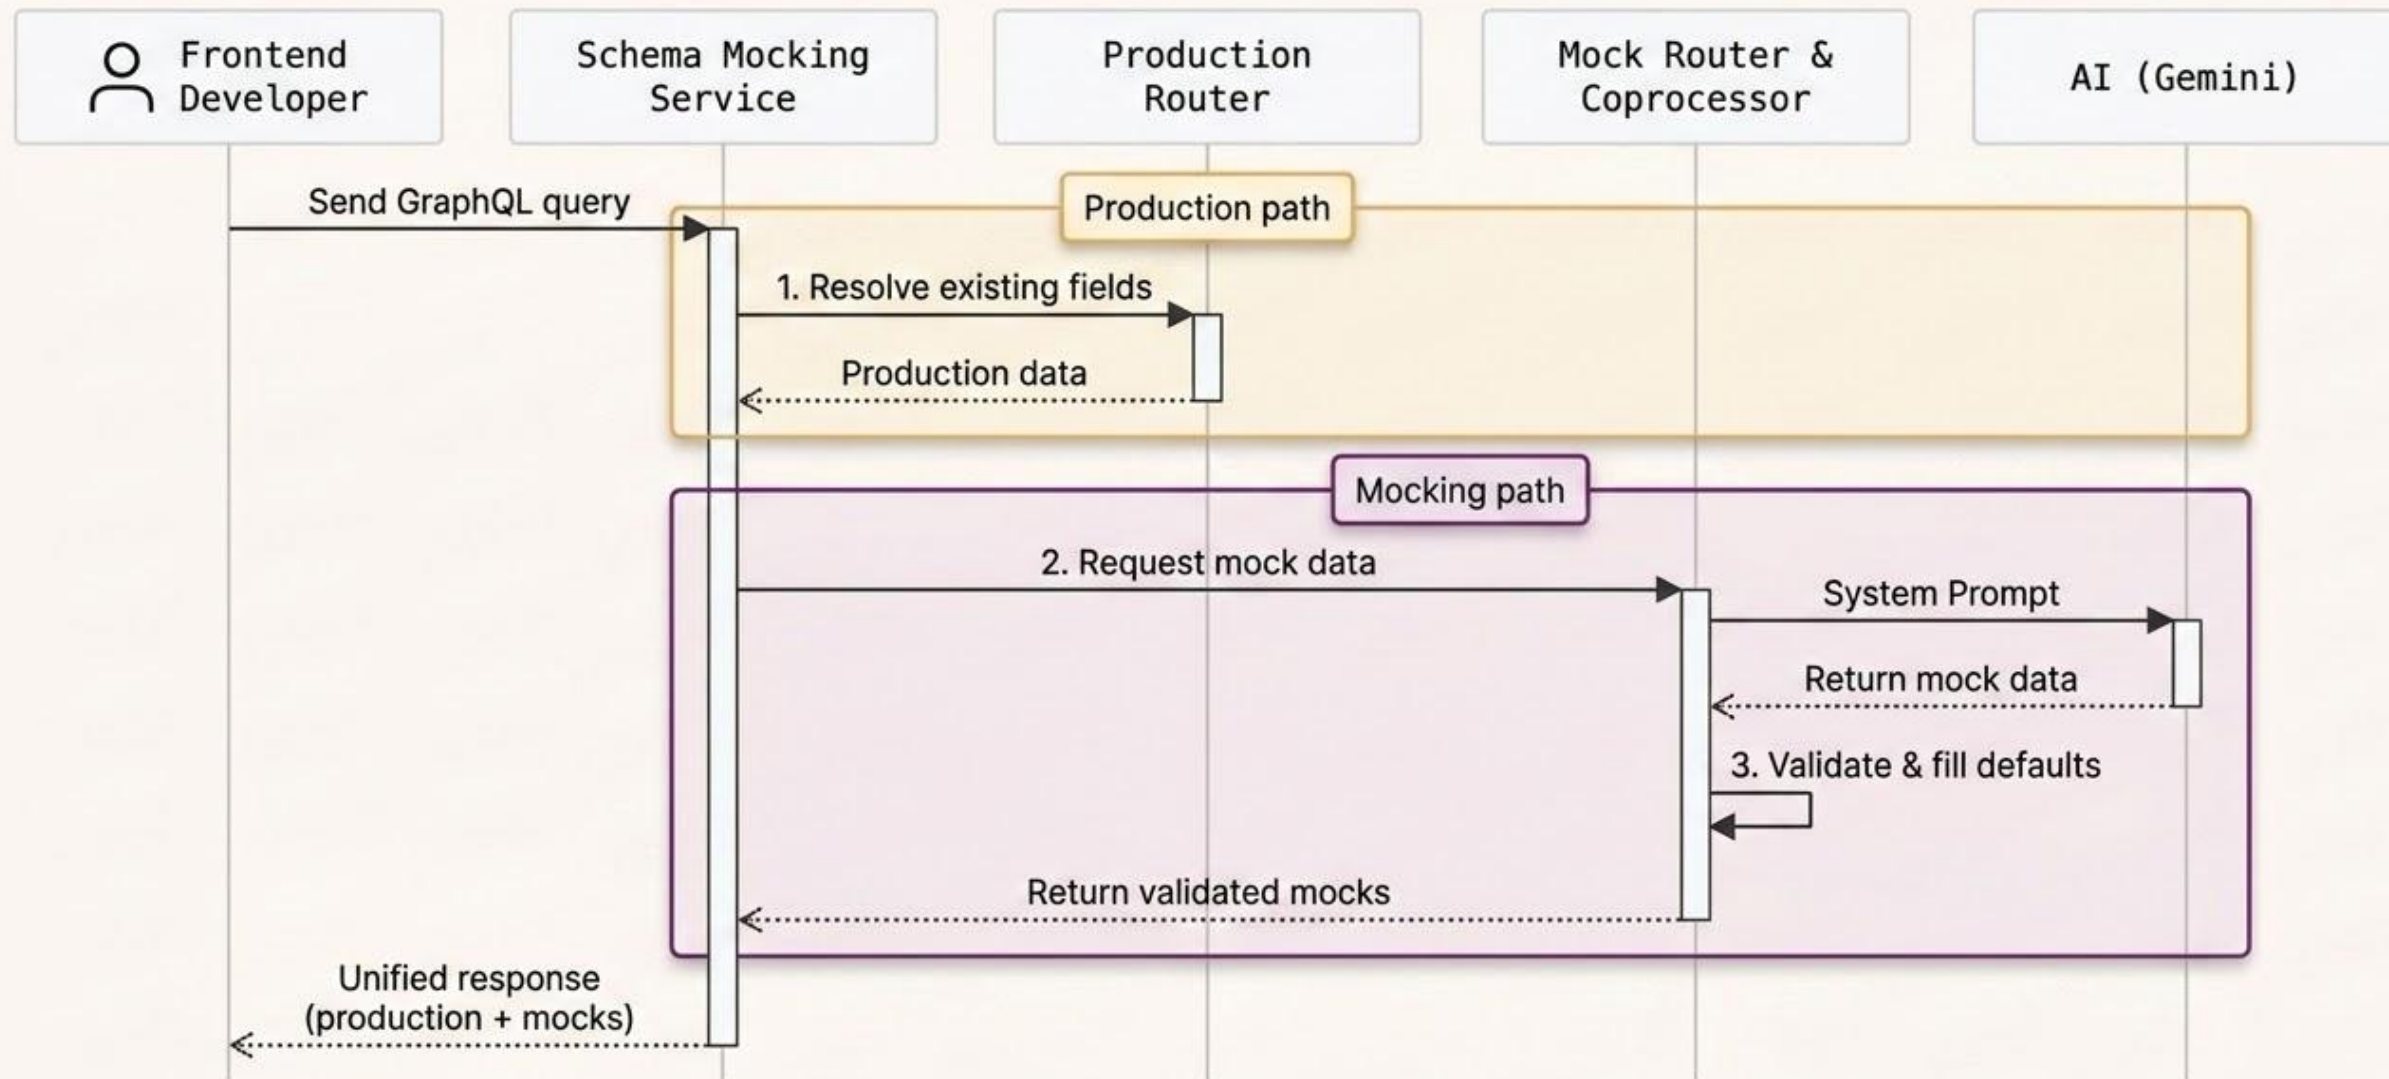 Frontend
Developer
Schema Mocking
Service
Production
Router
Mock Router &
Coprocessor
AI (Gemini)
Send GraphQL query
Production path
1. Resolve existing fields
Production data
Mocking path
2. Request mock data
System Prompt
Return mock data
3. Validate & fill defaults
Return validated mocks
Unified response
(production + mocks)